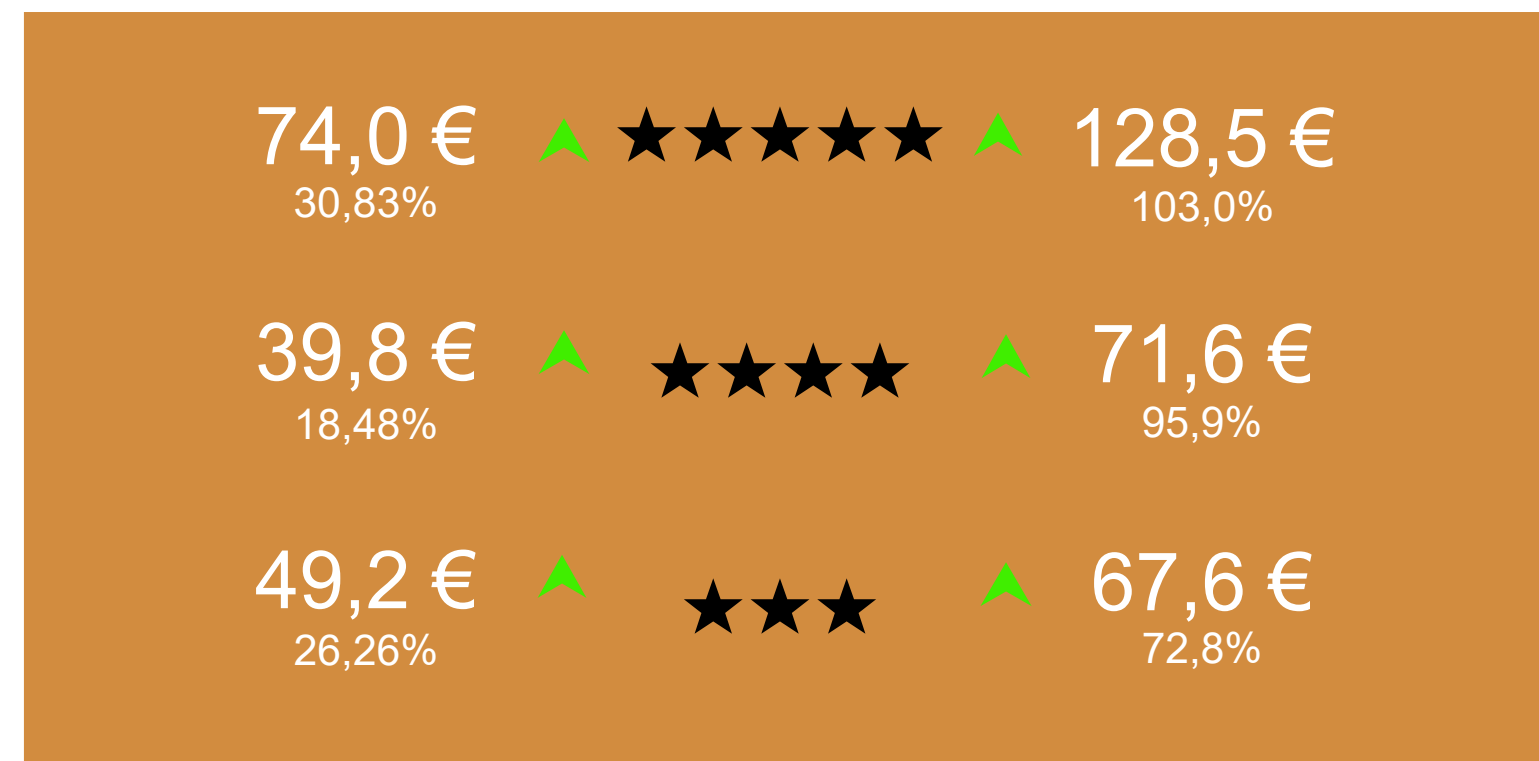 74,0 € 128,5 €
30,83% 103,0%
39,8 € 71,6 €
18,48% 95,9%
49,2 € 67,6 €
26,26% 72,8%